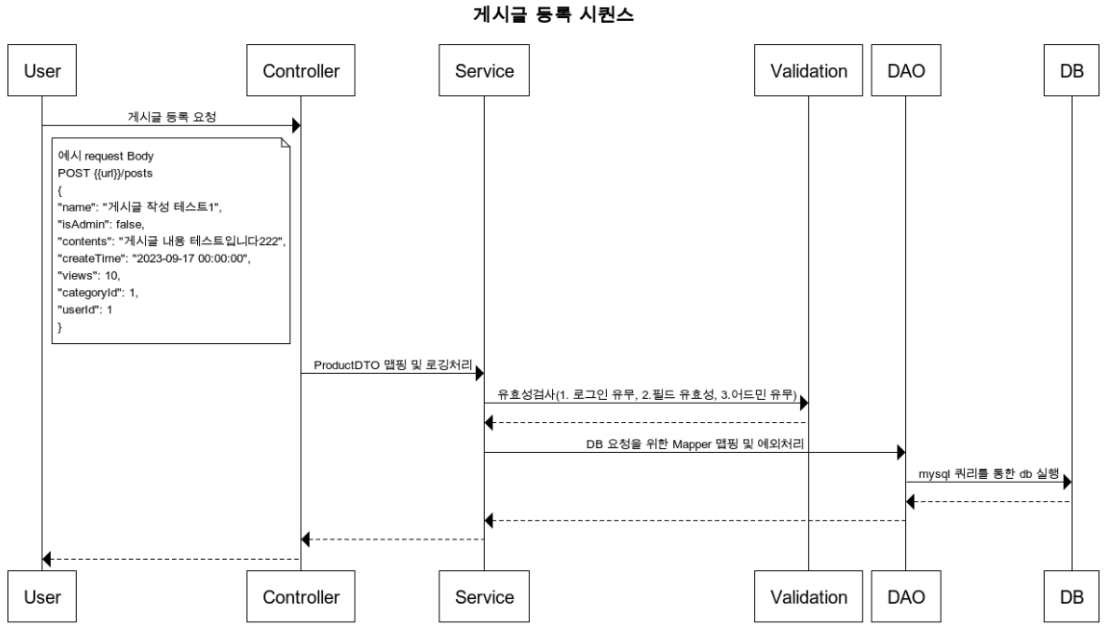 게시글 등록 시퀀스
User
Controller
Service
Validation
DAO
DB
게시글 등록 요청
예시 request Body
POST {{url}}/posts
{
"name": "게시글 작성 테스트1",
"isAdmin": false,
"contents": "게시글 내용 테스트입니다222",
"createTime": "2023-09-17 00:00:00",
"views": 10,
"categoryId": 1,
"userId": 1
}
ProductDTO 맵핑 및 로깅처리
유효성검사(1. 로그인 유무, 2.필드 유효성, 3.어드민 유무)
DB 요청을 위한 Mapper 맵핑 및 예외처리
mysql 쿼리를 통한 db 실행
User
Controller
Service
Validation
DAO
DB